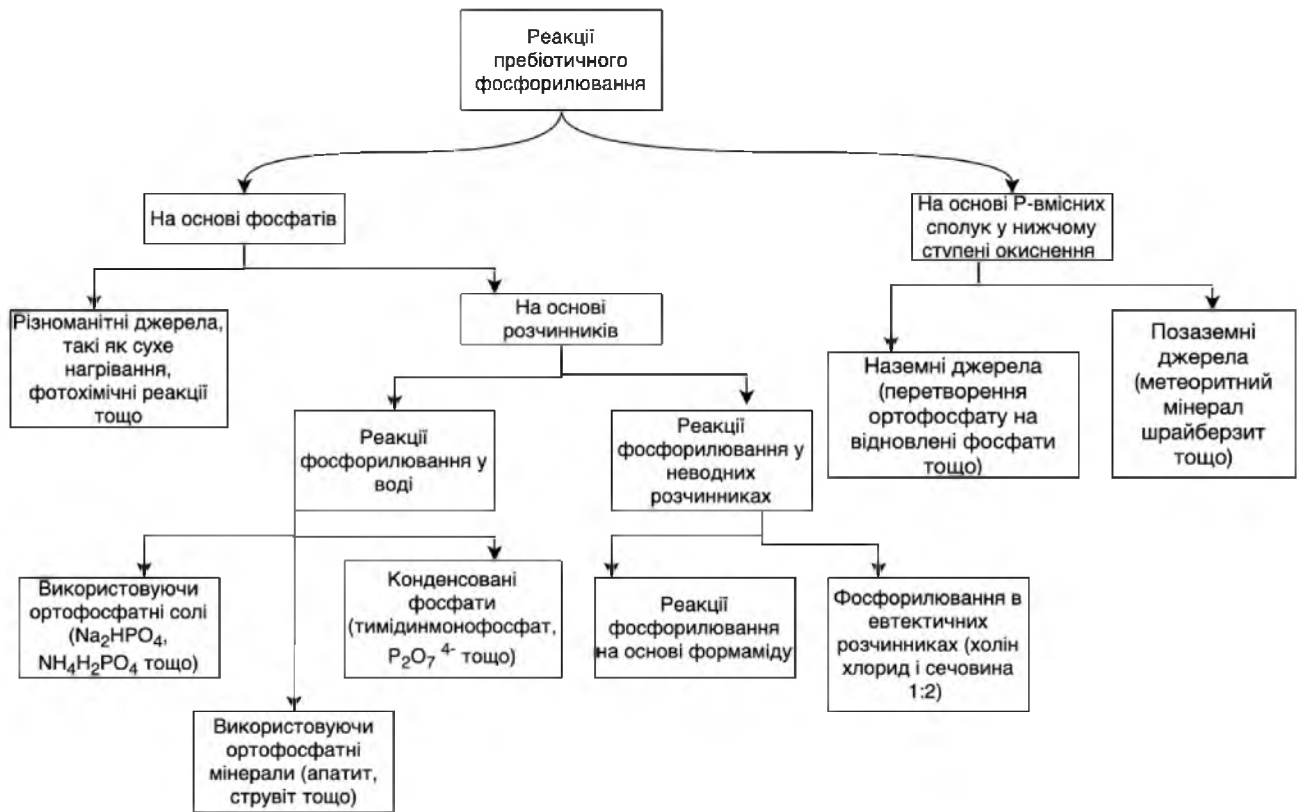 Реакції
пребіотичного
фосфорилювання
На основі фосфатів
На основі P-вмісних
сполук у нижчому
ступені окиснення
Різноманітні джерела,
такі як сухе
нагрівання,
фотохімічні реакції
тощо
На основі
розчинників
Наземні джерела
(перетворення
ортофосфату на
відновлені фосфати
тощо)
Позаземні
джерела
(метеоритний
мінерал
шрайберзит
тощо)
Реакції
фосфорилювання у
воді
Реакції
фосфорилювання у
неводних
розчинниках
Використовуючи
ортофосфатні солі
(Na₂HPO₄,
NH₄H₂PO₄ тощо)
Конденсовані
фосфати
(тимідинмонофосфат,
P₂O₇ ⁴⁻ тощо)
Реакції
фосфорилювання
на основі формаміду
Фосфорилювання в
евтектичних
розчинниках (холін
хлорид і сечовина
1:2)
Використовуючи
ортофосфатні
мінерали (апатит,
струвіт тощо)